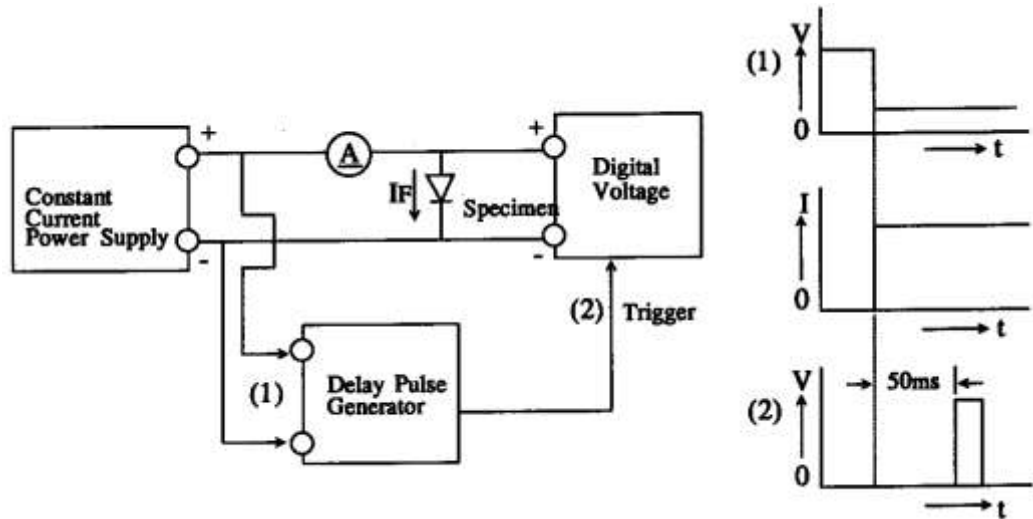 Constant
Current
Power Supply
+
-
A
IF
Specimen
+
-
Digital
Voltage
(2)
Trigger
(1)
Delay Pulse
Generator
(1)
V
0
t
I
0
t
(2)
V
50ms
0
t